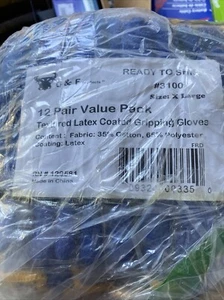 READY TO SHIP
G & F
#3100
Size: X Large
12 Pair Value Pack
Textured Latex Coated Gripping Gloves
Content: Fabric: 35% Cotton, 65% Polyester
Coating: Latex
FRD
Made in China